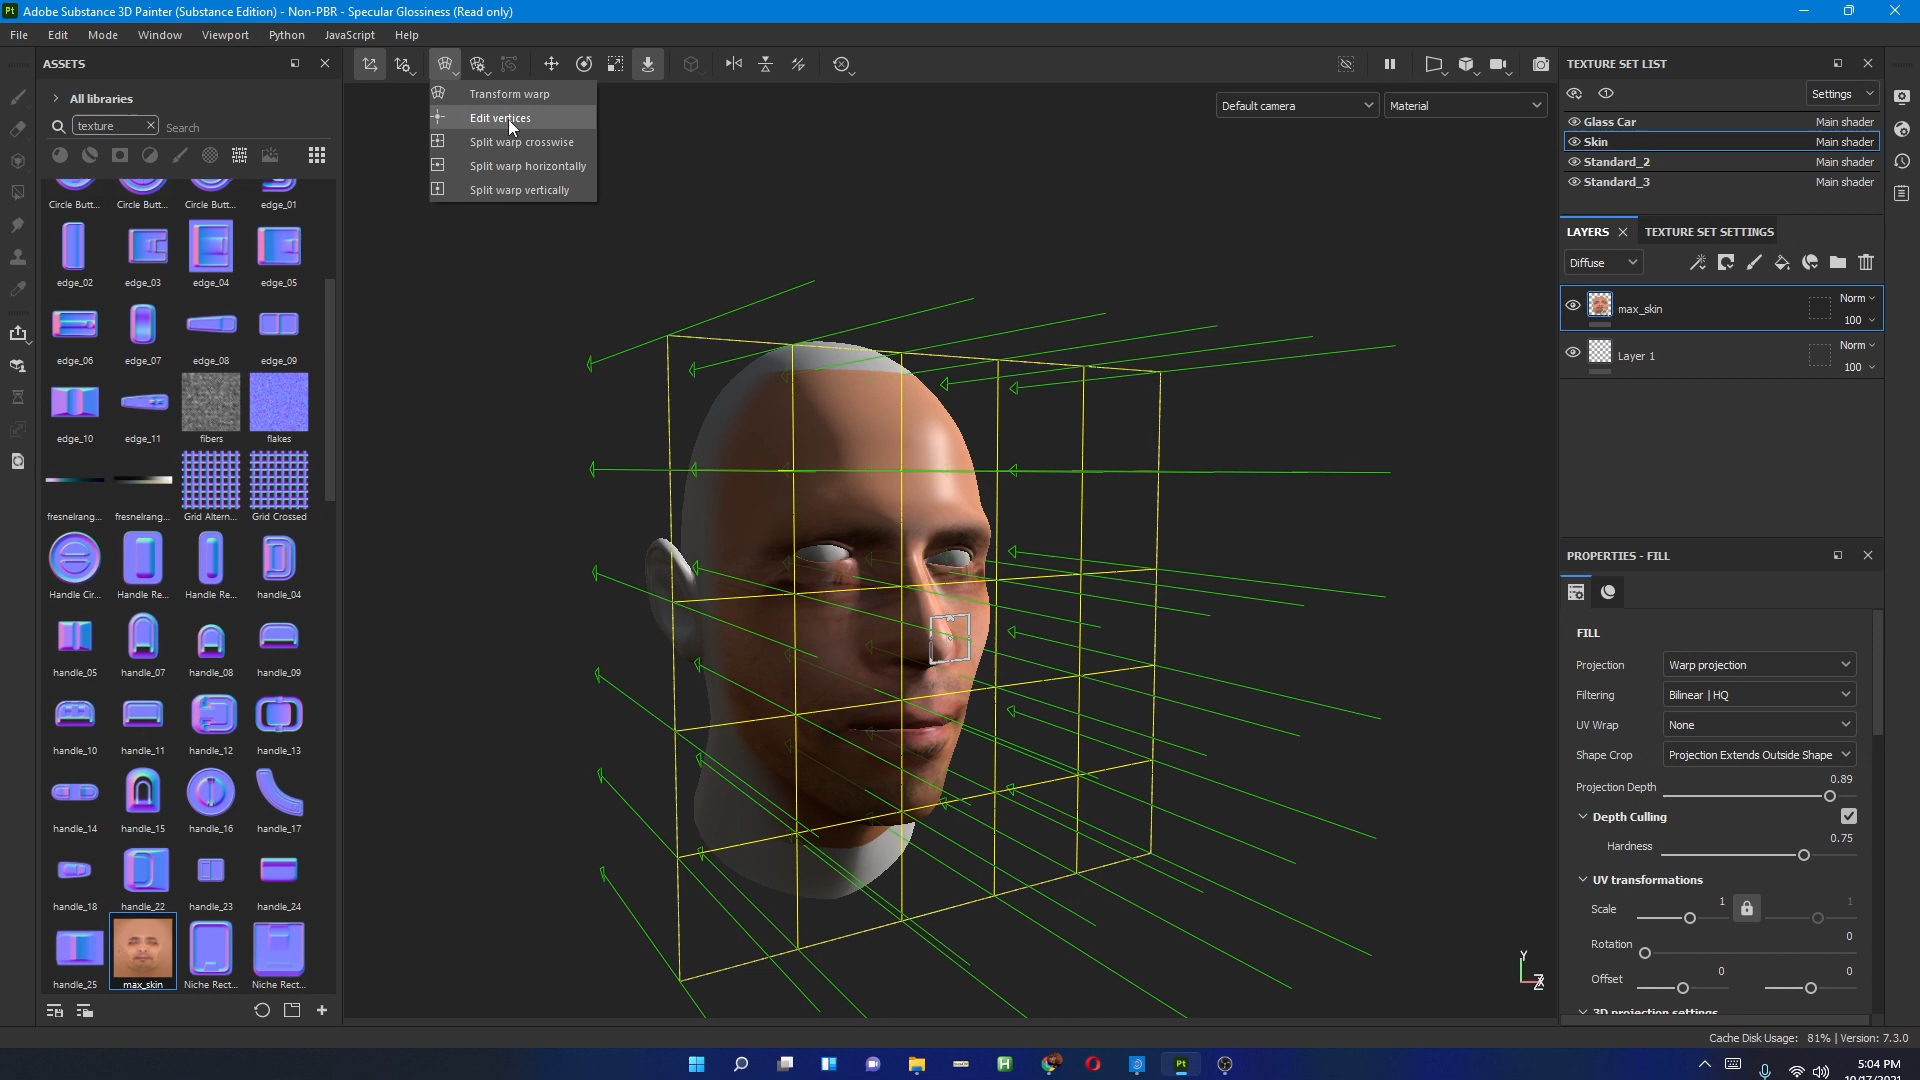 Pt Adobe Substance 3D Painter (Substance Edition) - Non-PBR - Specular Glossiness (Read only)
File Edit Mode Window Viewport Python JavaScript Help
ASSETS
All libraries
texture Search
Circle Butt... Circle Butt... Circle Butt... edge_01
edge_02 edge_03 edge_04 edge_05
edge_06 edge_07 edge_08 edge_09
edge_10 edge_11 fibers flakes
fresnelrang... fresnelrang... Grid Altern... Grid Crossed
Handle Cir... Handle Re... Handle Re... handle_04
handle_05 handle_07 handle_08 handle_09
handle_10 handle_11 handle_12 handle_13
handle_14 handle_15 handle_16 handle_17
handle_18 handle_22 handle_23 handle_24
handle_25 max_skin Niche Rect... Niche Rect...
Transform warp
Edit vertices
Split warp crosswise
Split warp horizontally
Split warp vertically
Default camera Material
Y
Z
TEXTURE SET LIST
Settings
Glass Car Main shader
Skin Main shader
Standard_2 Main shader
Standard_3 Main shader
LAYERS TEXTURE SET SETTINGS
Diffuse
max_skin Norm 100
Layer 1 Norm 100
PROPERTIES - FILL
FILL
Projection Warp projection
Filtering Bilinear | HQ
UV Wrap None
Shape Crop Projection Extends Outside Shape
Projection Depth 0.89
Depth Culling
Hardness 0.75
UV transformations
Scale 1 1
Rotation 0
Offset 0 0
3D projection settings
Cache Disk Usage: 81% | Version: 7.3.0
H Pt
5:04 PM
10/17/2021